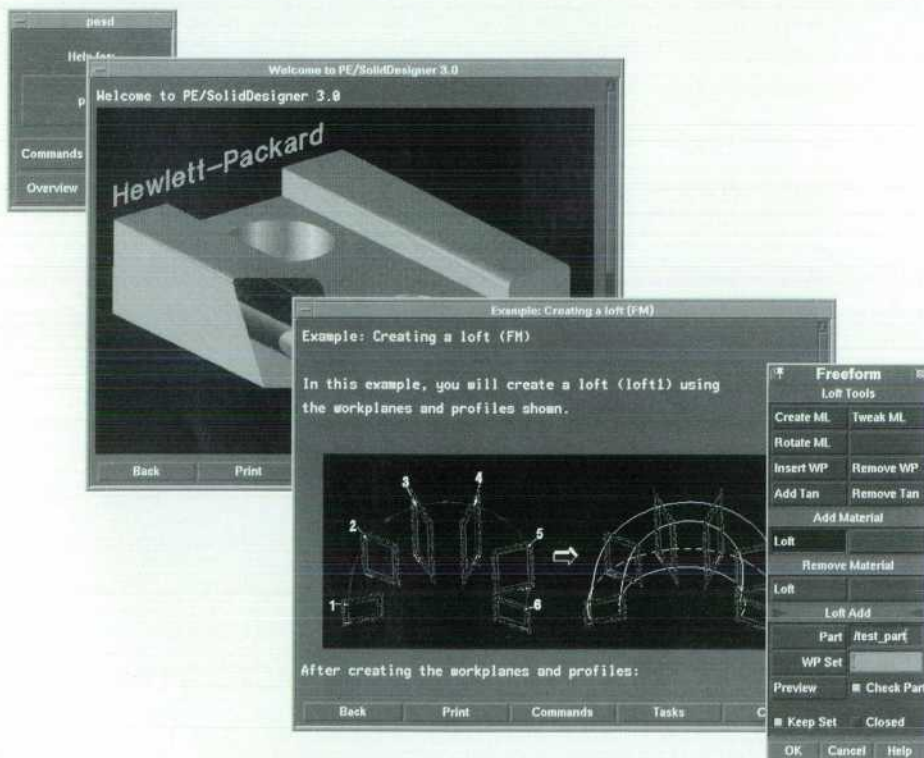 pesd
Help for:
p
Commands
Overview
Welcome to PE/SolidDesigner 3.0
Welcome to PE/SolidDesigner 3.0
Hewlett-Packard
Back Print
Example: Creating a loft (FM)
Example: Creating a loft (FM)
In this example, you will create a loft (loft1) using
the workplanes and profiles shown.
1 2 3 4 5 6
After creating the workplanes and profiles:
Back Print Commands Tasks C
Freeform
Loft Tools
Create ML Tweak ML
Rotate ML
Insert WP Remove WP
Add Tan Remove Tan
Add Material
Loft
Remove Material
Loft
Loft Add
Part /test_part
WP Set
Preview Check Part
Keep Set Closed
OK Cancel Help